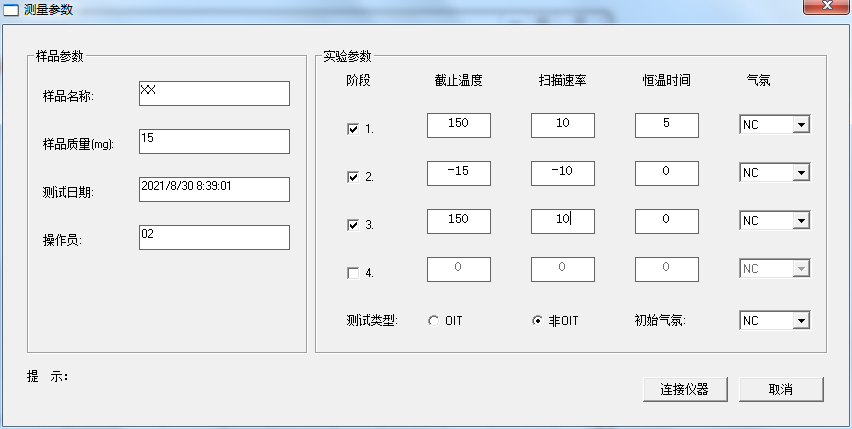 测量参数
样品参数
样品名称: XX
样品质量(mg): 15
测试日期: 2021/8/30 8:39:01
操作员: 02
实验参数
阶段 截止温度 扫描速率 恒温时间 气氛
1. 150 10 5 NC
2. -15 -10 0 NC
3. 150 10 0 NC
4. 0 0 0 NC
测试类型: OIT 非OIT 初始气氛: NC
提 示:
连接仪器 取消